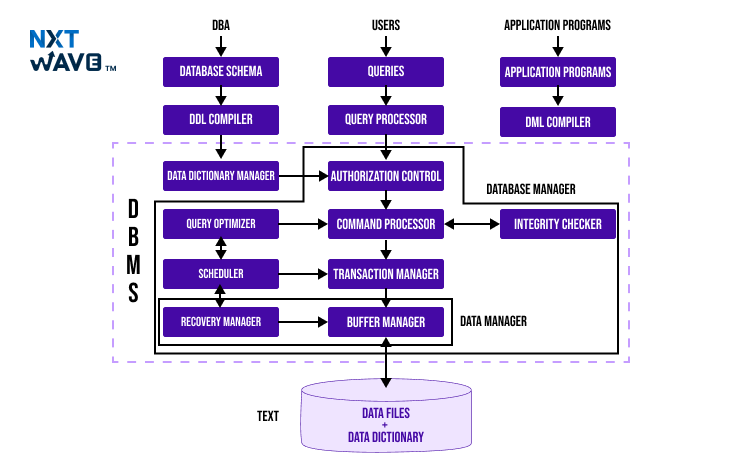 NXT
WAVE™
DBA
USERS
APPLICATION PROGRAMS
DATABASE SCHEMA
QUERIES
APPLICATION PROGRAMS
DDL COMPILER
QUERY PROCESSOR
DML COMPILER
DATA DICTIONARY MANAGER
AUTHORIZATION CONTROL
DATABASE MANAGER
DBMS
QUERY OPTIMIZER
COMMAND PROCESSOR
INTEGRITY CHECKER
SCHEDULER
TRANSACTION MANAGER
RECOVERY MANAGER
BUFFER MANAGER
DATA MANAGER
TEXT
DATA FILES
+
DATA DICTIONARY